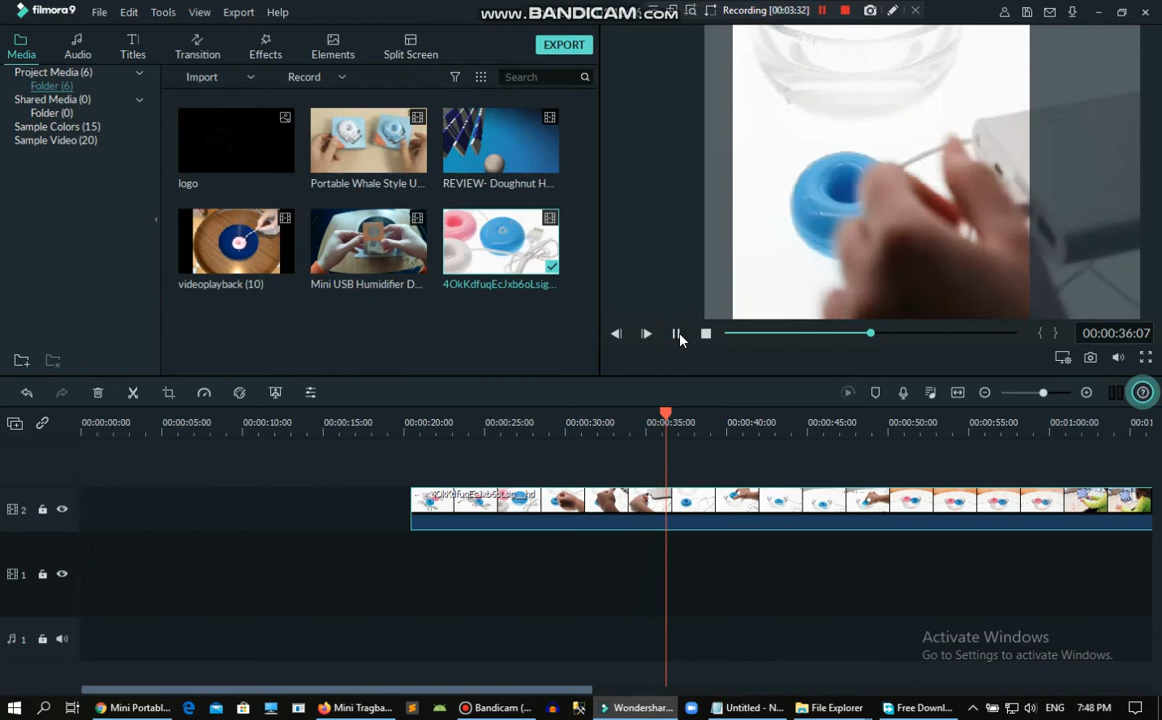 filmora9
File Edit Tools View Export Help
www.BANDICAM.com
Recording [00:03:32]
Media Audio Titles Transition Effects Elements Split Screen
EXPORT
Project Media (6)
Folder (6)
Shared Media (0)
Folder (0)
Sample Colors (15)
Sample Video (20)
Import Record Search
logo
Portable Whale Style U...
REVIEW- Doughnut H...
videoplayback (10)
Mini USB Humidifier D...
4OkKdfuqEcJxb6oLsig...
00:00:36:07
00:00:00:00 00:00:05:00 00:00:10:00 00:00:15:00 00:00:20:00 00:00:25:00 00:00:30:00 00:00:35:00 00:00:40:00 00:00:45:00 00:00:50:00 00:00:55:00 00:01:00:00 00:01
4OkKdfuqEcJxb6oLsig__hd
2
1
1
Activate Windows
Go to Settings to activate Windows.
Mini Portabl...
Mini Tragba...
Bandicam (...
Wondershar...
Untitled - N...
File Explorer
Free Downl...
ENG
7:48 PM